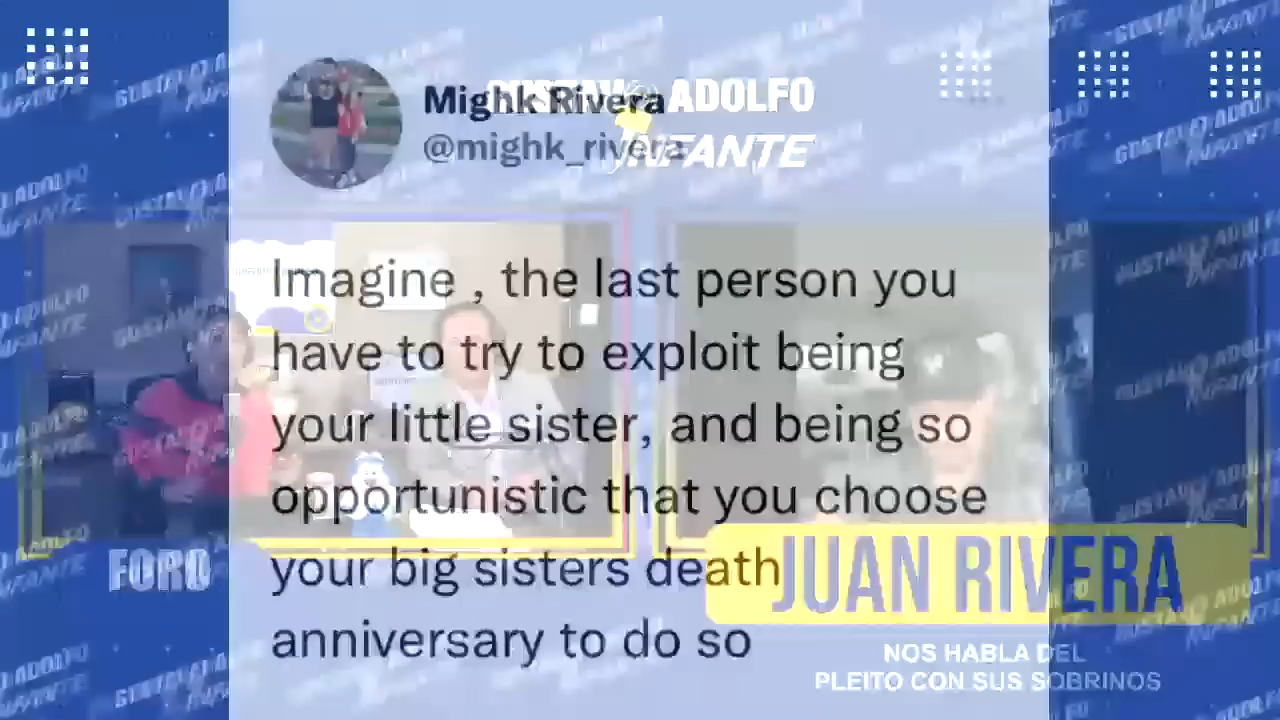 GUSTAVO ADOLFO
INFANTE
Mighk Rivera
@mighk_rivera
Imagine , the last person you
have to try to exploit being
your little sister, and being so
opportunistic that you choose
your big sisters death
anniversary to do so
FORO
JUAN RIVERA
NOS HABLA DEL
PLEITO CON SUS SOBRINOS